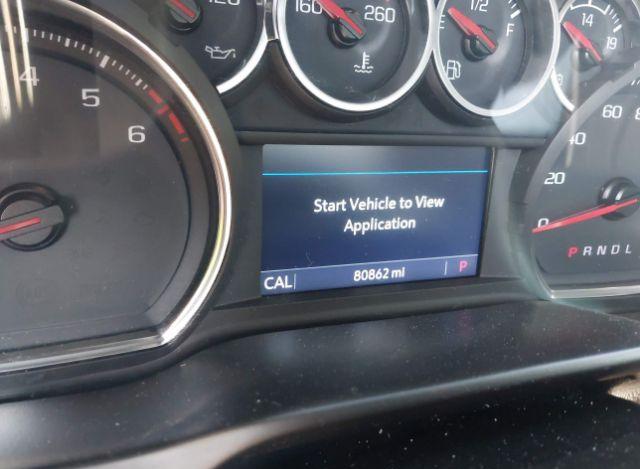 120
160 260
E 1/2 F
14 19
4
5
6
60
40
20
0
P R N D L
Start Vehicle to View
Application
CAL 80862 mi P